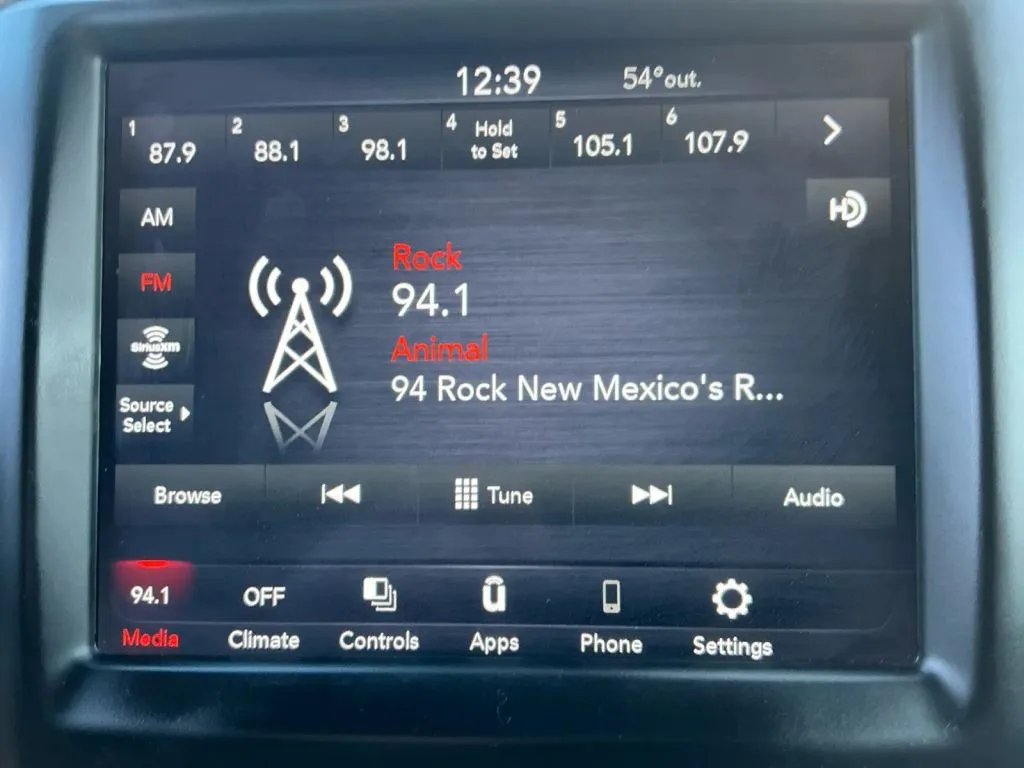 12:39 54°out.
1 87.9 2 88.1 3 98.1 4 Hold to Set 5 105.1 6 107.9
AM
HD
Rock
FM
94.1
SiriusXM
Animal
94 Rock New Mexico's R...
Source
Select
Browse Tune Audio
94.1 OFF
Media Climate Controls Apps Phone Settings